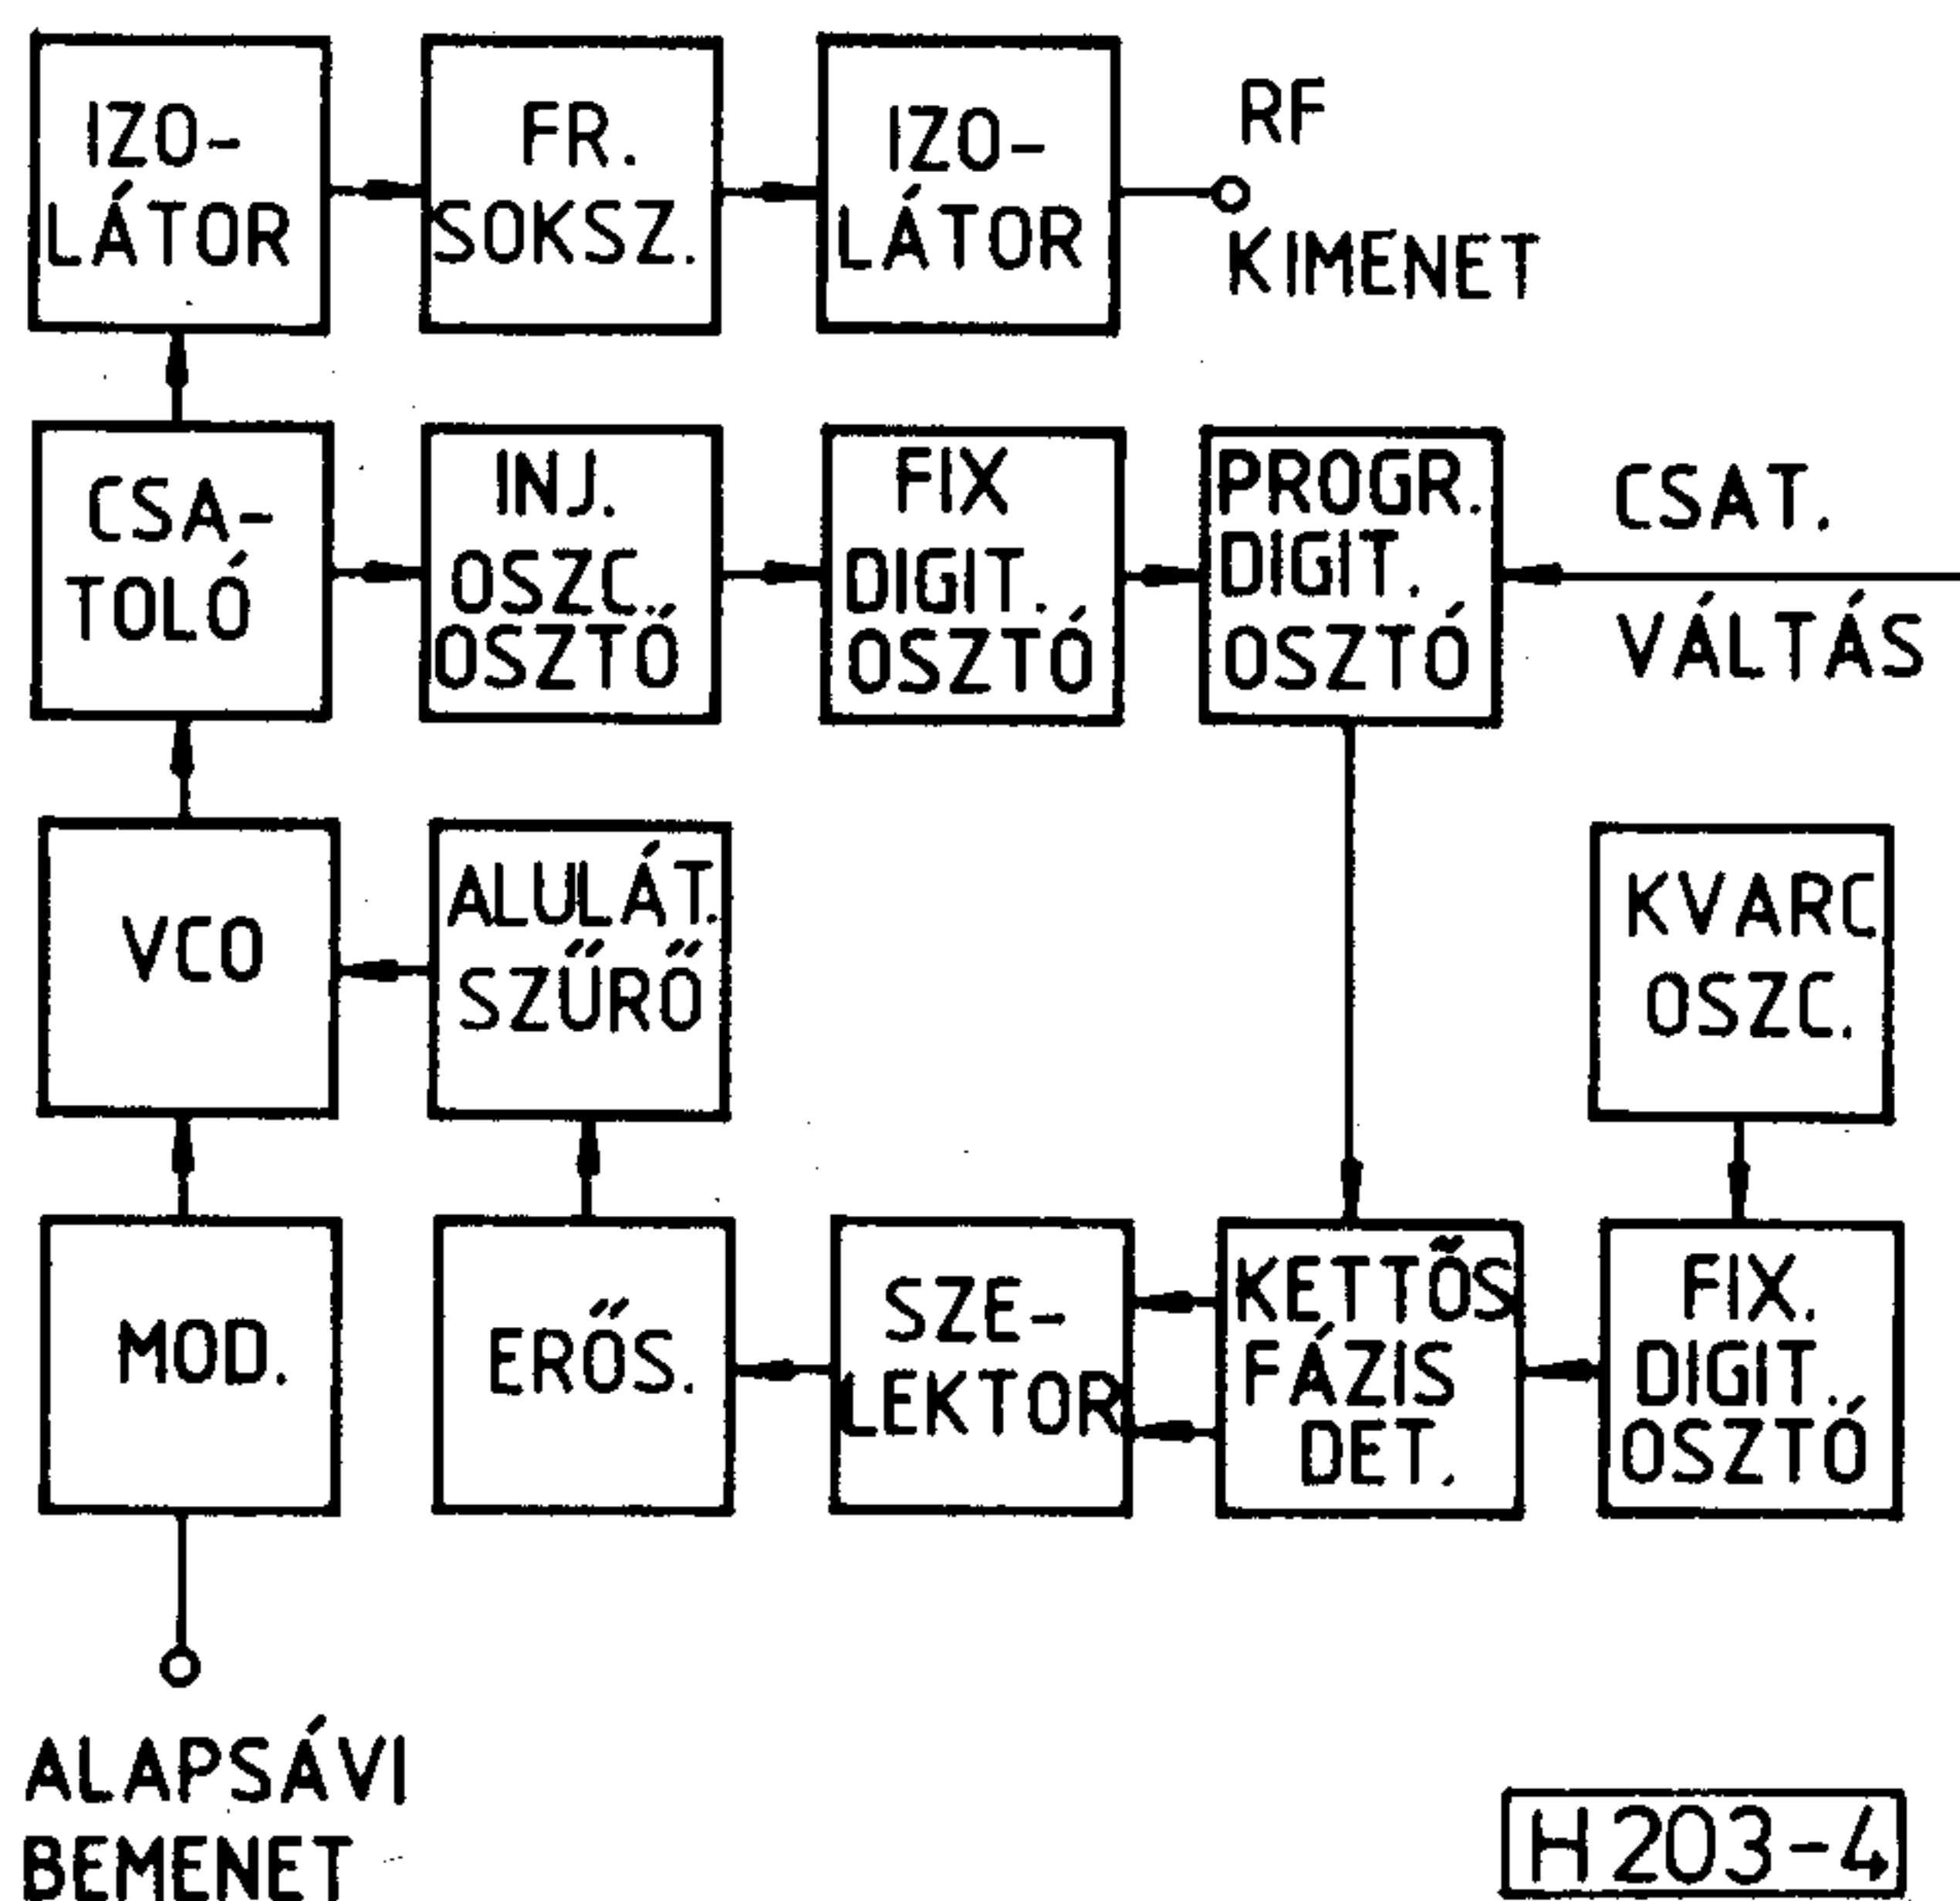 IZO-
LÁTOR
FR.
SOKSZ.
IZO-
LÁTOR
RF
KIMENET
CSA-
TOLÓ
INJ.
OSZC.
OSZTÓ
FIX
DIGIT.
OSZTÓ
PROGR.
DIGIT.
OSZTÓ
CSAT.
VÁLTÁS
VCO
ALULÁT.
SZŰRŐ
KVARC
OSZC.
MOD.
ERŐS.
SZE-
LEKTOR
KETTŐS
FÁZIS
DET.
FIX.
DIGIT.
OSZTÓ
ALAPSÁVI
BEMENET
H203-4